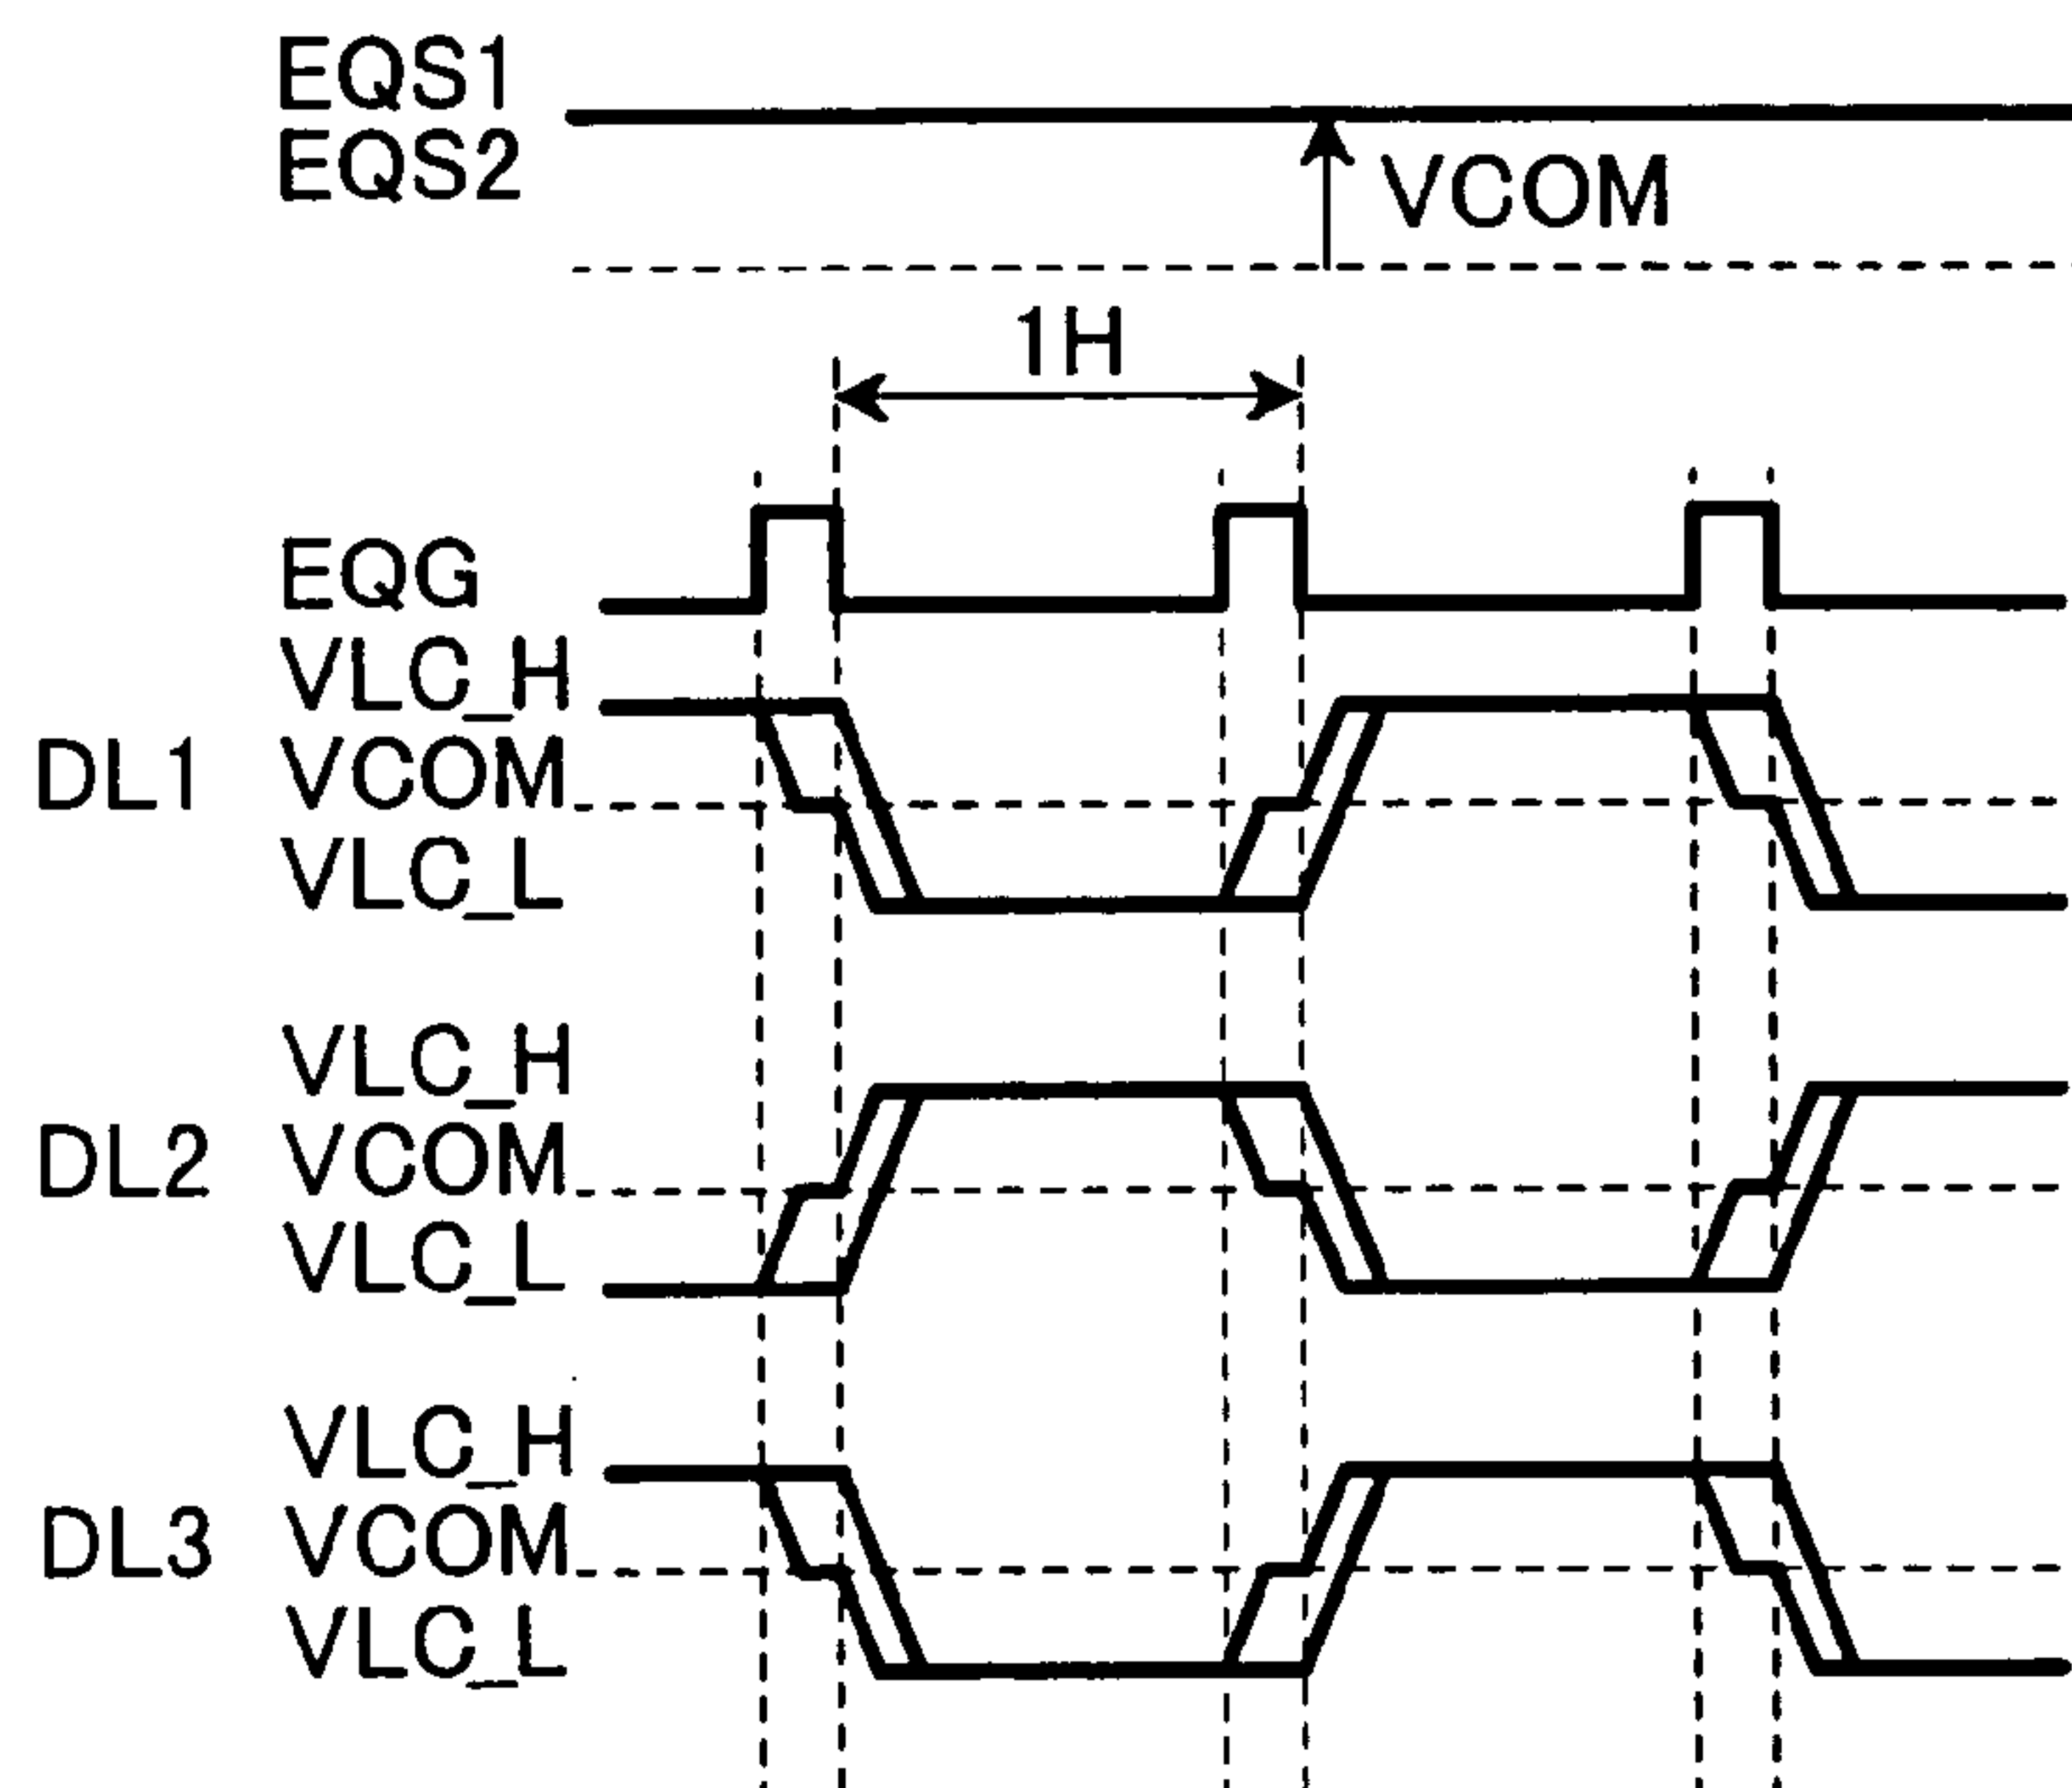 EQS1
EQS2
VCOM
1H
EQG
VLC_H
DL1 VCOM
VLC_L
VLC_H
DL2 VCOM
VLC_L
VLC_H
DL3 VCOM
VLC_L